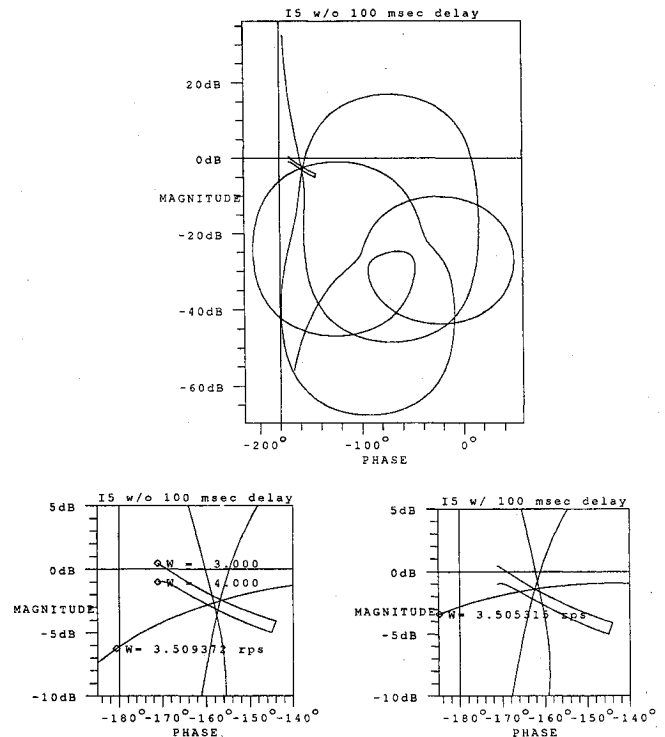 I5 w/o 100 msec delay
20dB
0dB
MAGNITUDE
-20dB
-40dB
-60dB
-200° -100° 0°
PHASE
I5 w/o 100 msec delay
5dB
W = 3.000
0dB
W = 4.000
MAGNITUDE
-5dB
W= 3.509372 rps
-10dB
-180° -170° -160° -150° -140°
PHASE.
I5 w/ 100 msec delay
5dB
0dB
MAGNITUDE
W= 3.505315 rps
-5dB
-10dB
-180° -170° -160° -150° -140°
PHASE